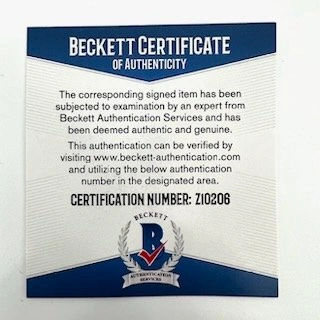 BECKETT CERTIFICATE
OF AUTHENTICITY
The corresponding signed item has been
subjected to examination by an expert from
Beckett Authentication Services and has
been deemed authentic and genuine.
This authentication can be verified by
visiting www.beckett-authentication.com
and utilizing the below authentication
number in the designated area.
CERTIFICATION NUMBER: Z10206
BECKETT
B
AUTHENTICATION
SERVICES